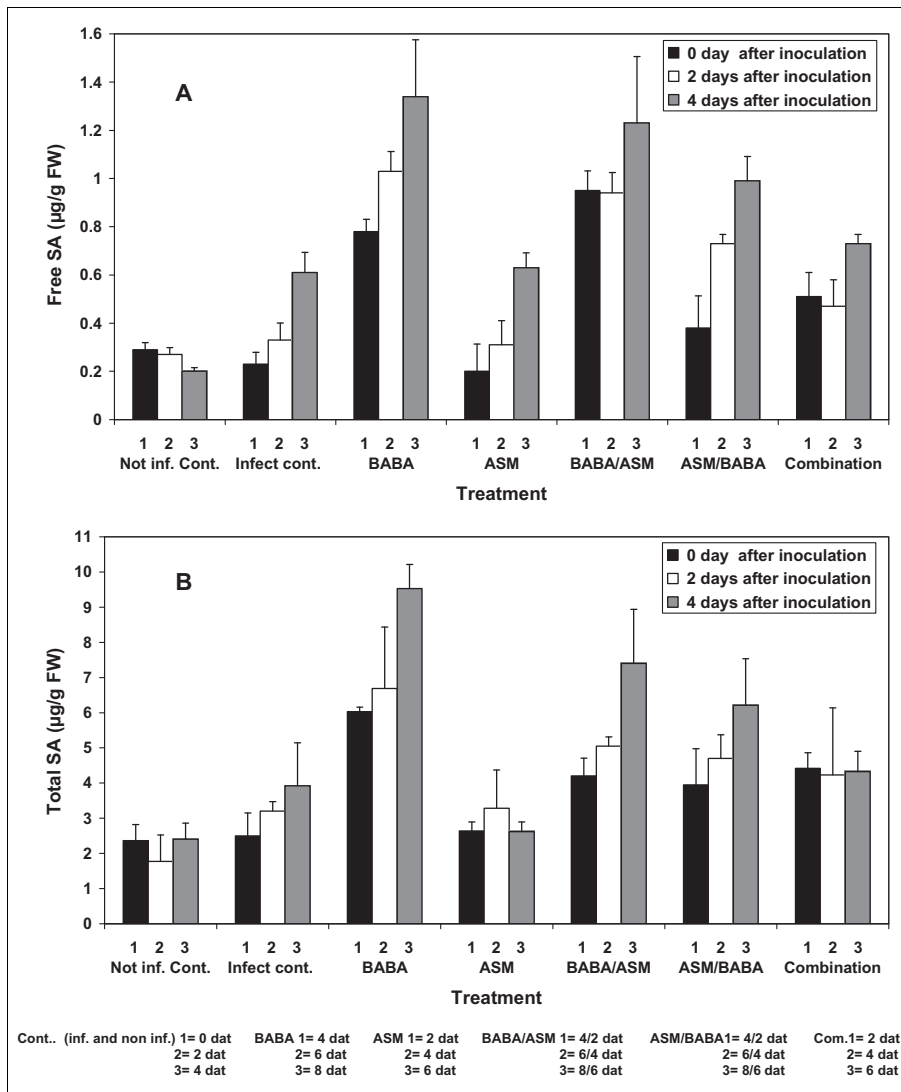 1.6
1.4
1.2
1
0.8
0.6
0.4
0.2
0
Free SA (µg/g FW)
A
0 day after inoculation
2 days after inoculation
4 days after inoculation
1 2 3 1 2 3 1 2 3 1 2 3 1 2 3 1 2 3 1 2 3
Not inf. Cont. Infect cont. BABA ASM BABA/ASM ASM/BABA Combination
Treatment
11
10
9
8
7
6
5
4
3
2
1
0
Total SA (µg/g FW)
B
0 day after inoculation
2 days after inoculation
4 days after inoculation
1 2 3 1 2 3 1 2 3 1 2 3 1 2 3 1 2 3 1 2 3
Not inf. Cont. Infect cont. BABA ASM BABA/ASM ASM/BABA Combination
Treatment
Cont.. (inf. and non inf.) 1= 0 dat BABA 1= 4 dat ASM 1= 2 dat BABA/ASM 1= 4/2 dat ASM/BABA1= 4/2 dat Com.1= 2 dat
2= 2 dat 2= 6 dat 2= 4 dat 2= 6/4 dat 2= 6/4 dat 2= 4 dat
3= 4 dat 3= 8 dat 3= 6 dat 3= 8/6 dat 3= 8/6 dat 3= 6 dat